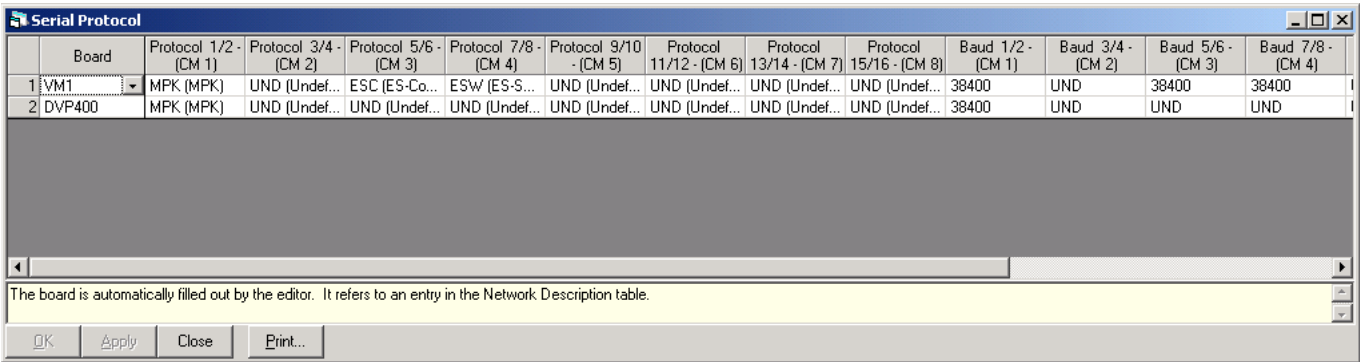 Serial Protocol
Board Protocol 1/2 - (CM 1) Protocol 3/4 - (CM 2) Protocol 5/6 - (CM 3) Protocol 7/8 - (CM 4) Protocol 9/10 - (CM 5) Protocol 11/12 - (CM 6) Protocol 13/14 - (CM 7) Protocol 15/16 - (CM 8) Baud 1/2 - (CM 1) Baud 3/4 - (CM 2) Baud 5/6 - (CM 3) Baud 7/8 - (CM 4)
1 VM1 MPK (MPK) UND (Undef... ESC (ES-Co... ESW (ES-S... UND (Undef... UND (Undef... UND (Undef... UND (Undef... 38400 UND 38400 38400
2 DVP400 MPK (MPK) UND (Undef... UND (Undef... UND (Undef... UND (Undef... UND (Undef... UND (Undef... UND (Undef... 38400 UND UND UND
The board is automatically filled out by the editor.  It refers to an entry in the Network Description table.
OK Apply Close Print...